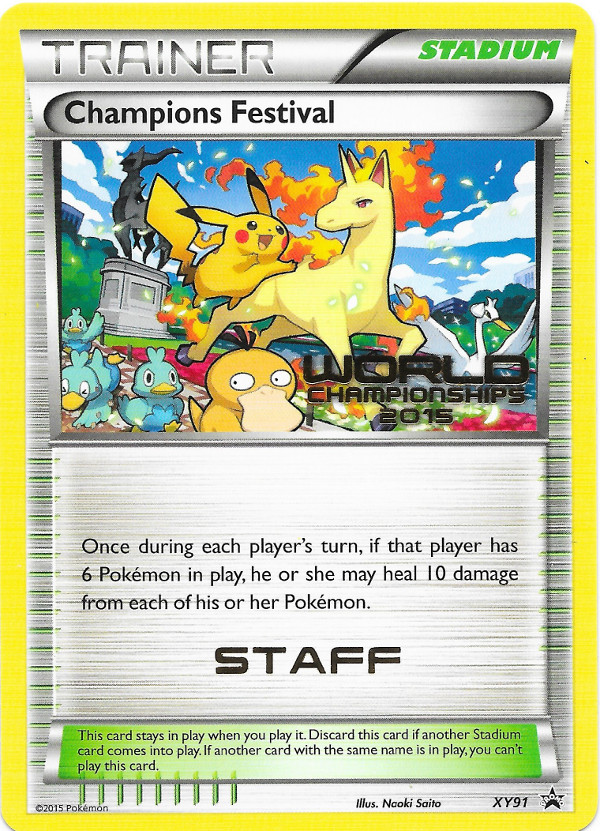 TRAINER
STADIUM
Champions Festival
WORLD
CHAMPIONSHIPS
2015
Once during each player's turn, if that player has
6 Pokémon in play, he or she may heal 10 damage
from each of his or her Pokémon.
STAFF
This card stays in play when you play it. Discard this card if another Stadium
card comes into play. If another card with the same name is in play, you can't
play this card.
©2015 Pokémon
Illus. Naoki Saito
XY91